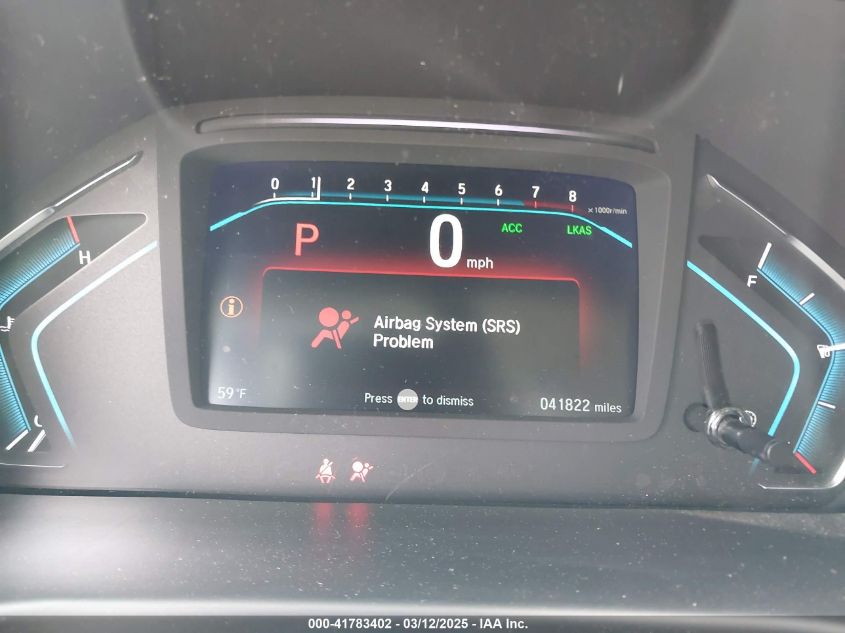 0 1 2 3 4 5 6 7 8
x1000r/min
P 0 mph ACC LKAS
H
F
Airbag System (SRS)
Problem
59°F
Press ENTER to dismiss
041822 miles
C
000-41783402 - 03/12/2025 - IAA Inc.